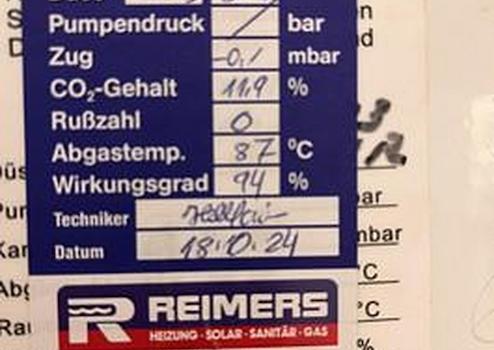 Pumpendruck / bar
Zug -0,1 mbar
CO₂-Gehalt 11,9 %
Rußzahl 0
Abgastemp. 87 °C
Wirkungsgrad 94 %
Techniker
Datum 18.10.24
REIMERS
HEIZUNG · SOLAR · SANITÄR · GAS
mbar
°C
°C
%